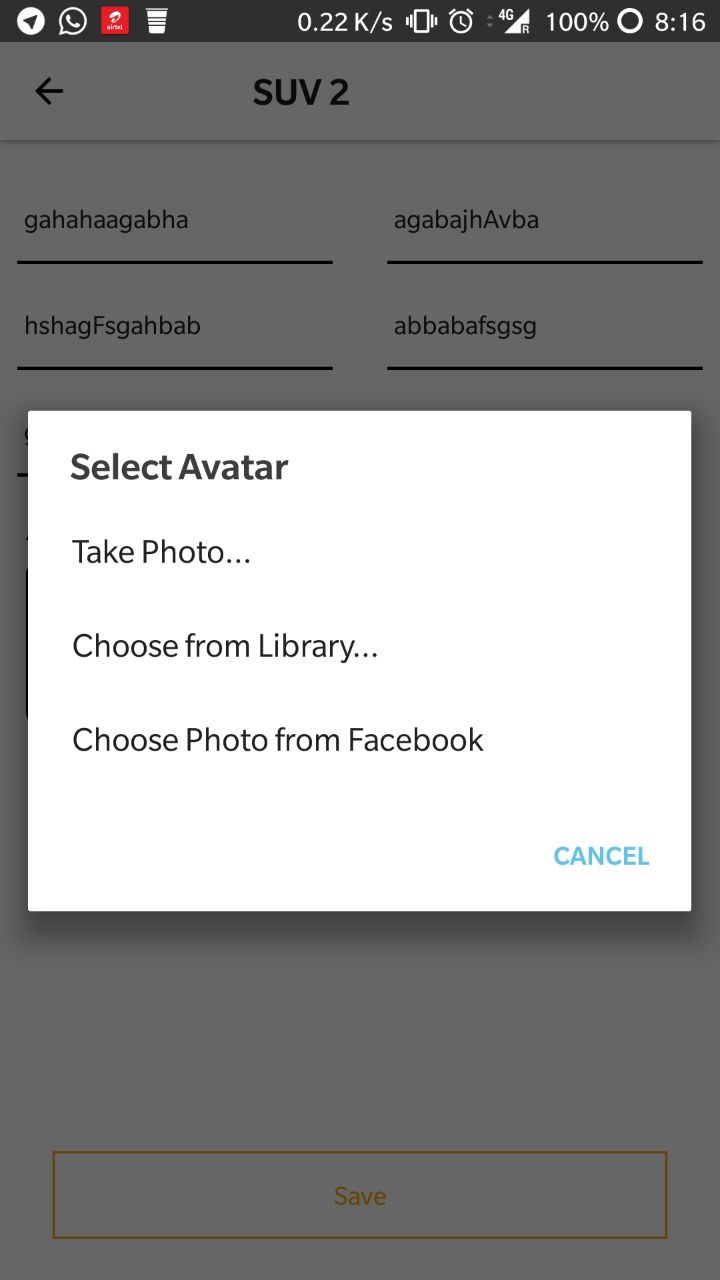 airtel
0.22 K/s 4G R 100% 8:16
SUV 2
gahahaagabha
agabajhAvba
hshagFsgahbab
abbabafsgsg
Select Avatar
Take Photo...
Choose from Library...
Choose Photo from Facebook
CANCEL
Save